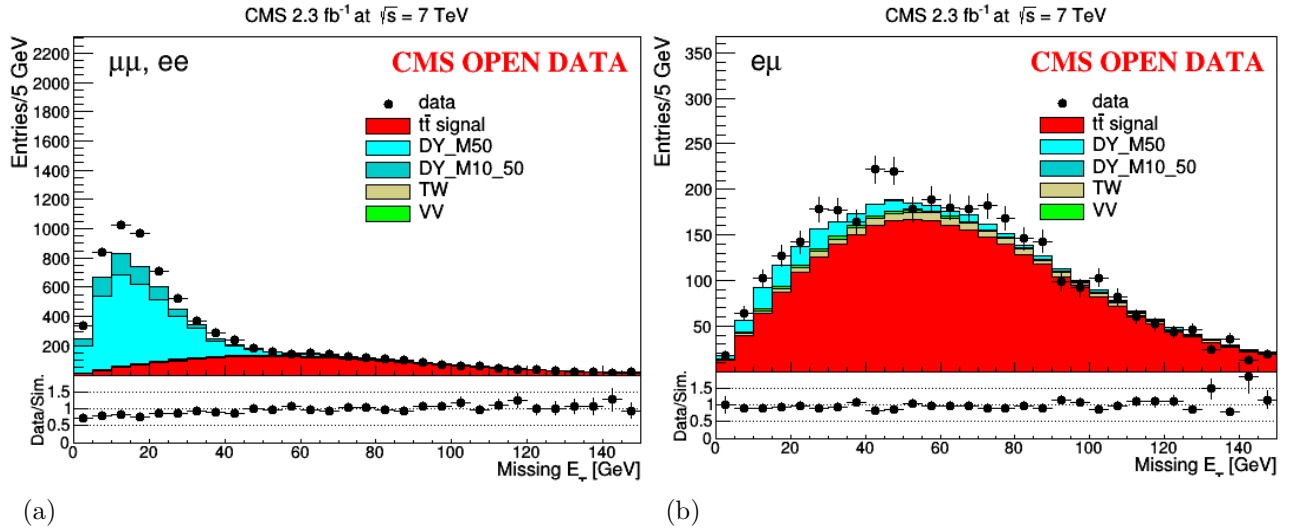 CMS 2.3 fb⁻¹ at √s = 7 TeV
Entries/5 GeV
2200
2000
1800
1600
1400
1200
1000
800
600
400
200
μμ, ee
CMS OPEN DATA
data
tt̄ signal
DY_M50
DY_M10_50
TW
VV
Data/Sim.
1.5
1
0.5
0
0 20 40 60 80 100 120 140
Missing E_T [GeV]
(a)
CMS 2.3 fb⁻¹ at √s = 7 TeV
Entries/5 GeV
350
300
250
200
150
100
50
eμ
CMS OPEN DATA
data
tt̄ signal
DY_M50
DY_M10_50
TW
VV
Data/Sim.
1.5
1
0.5
0
0 20 40 60 80 100 120 140
Missing E_T [GeV]
(b)